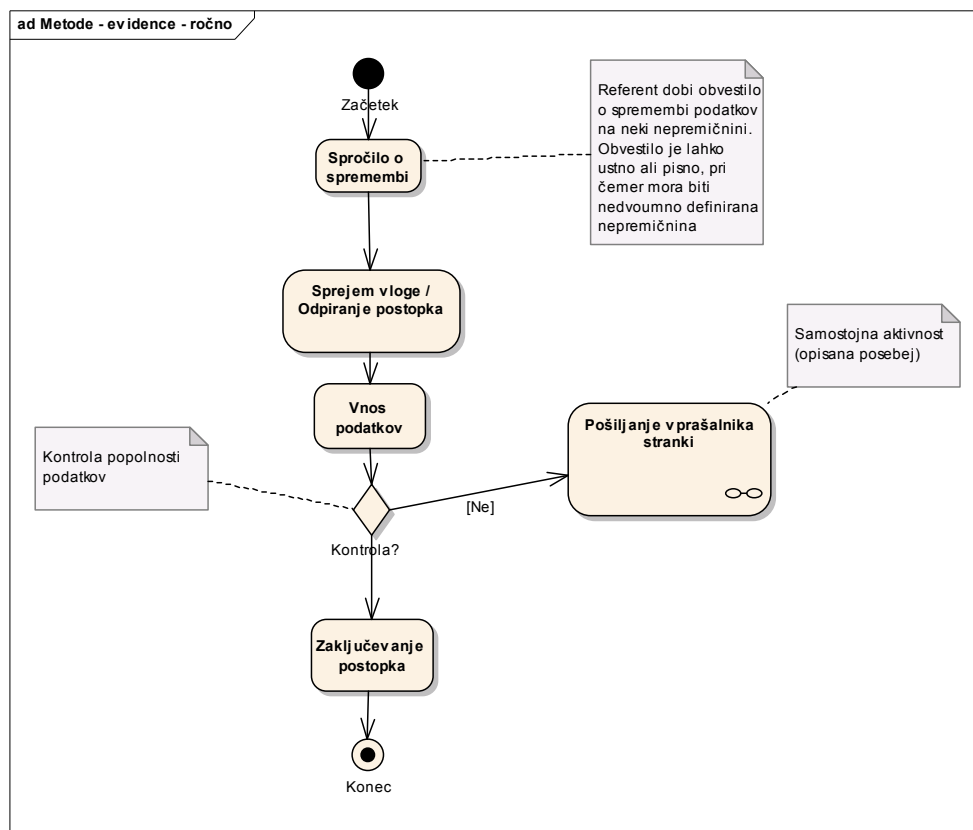 ad Metode - evidence - ročno
Začetek
Spročilo o
spremembi
Referent dobi obvestilo
o spremembi podatkov
na neki nepremičnini.
Obvestilo je lahko
ustno ali pisno, pri
čemer mora biti
nedvoumno definirana
nepremičnina
Sprejem vloge /
Odpiranje postopka
Samostojna aktivnost
(opisana posebej)
Vnos
podatkov
Pošiljanje vprašalnika
stranki
Kontrola popolnosti
podatkov
[Ne]
Kontrola?
Zaključevanje
postopka
Konec